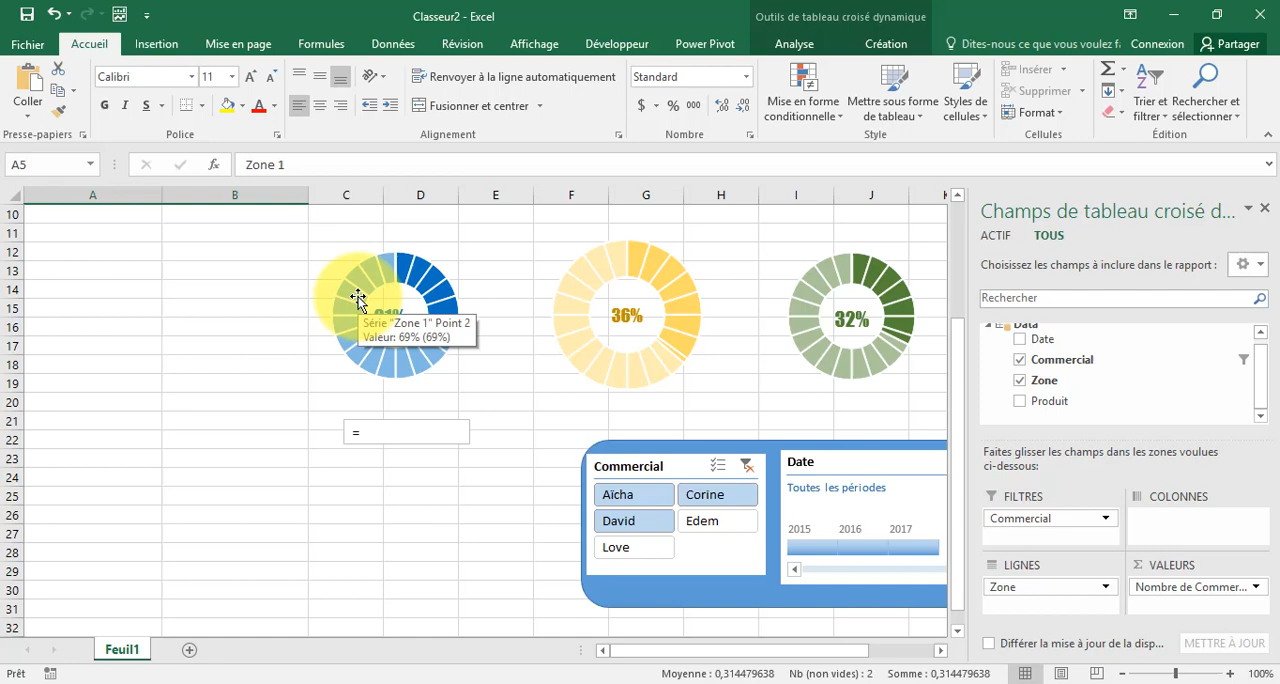 Classeur2 - Excel
Outils de tableau croisé dynamique
Fichier
Accueil
Insertion
Mise en page
Formules
Données
Révision
Affichage
Développeur
Power Pivot
Analyse
Création
Dites-nous ce que vous voulez f
Connexion
Partager
Coller
Calibri
11
G I S
Renvoyer à la ligne automatiquement
Fusionner et centrer
Standard
$ % 000
Mise en forme conditionnelle
Mettre sous forme de tableau
Styles de cellules
Insérer
Supprimer
Format
Trier et filtrer
Rechercher et sélectionner
Presse-papiers
Police
Alignement
Nombre
Style
Cellules
Édition
A5
fx
Zone 1
A B C D E F G H I J K
10
11
12
13
14
15
16
17
18
19
20
21
22
23
24
25
26
27
28
29
30
31
32
36%
32%
Série "Zone 1" Point 2
Valeur: 69% (69%)
=
Commercial
Aïcha
Corine
David
Edem
Love
Date
Toutes les périodes
2015 2016 2017
Champs de tableau croisé d...
ACTIF
TOUS
Choisissez les champs à inclure dans le rapport :
Rechercher
Data
Date
Commercial
Zone
Produit
Faites glisser les champs dans les zones voulues
ci-dessous:
FILTRES
Commercial
COLONNES
LIGNES
Zone
VALEURS
Nombre de Commer...
Différer la mise à jour de la disp...
METTRE À JOUR
Feuil1
Prêt
Moyenne : 0,314479638
Nb (non vides) : 2
Somme : 0,314479638
100%